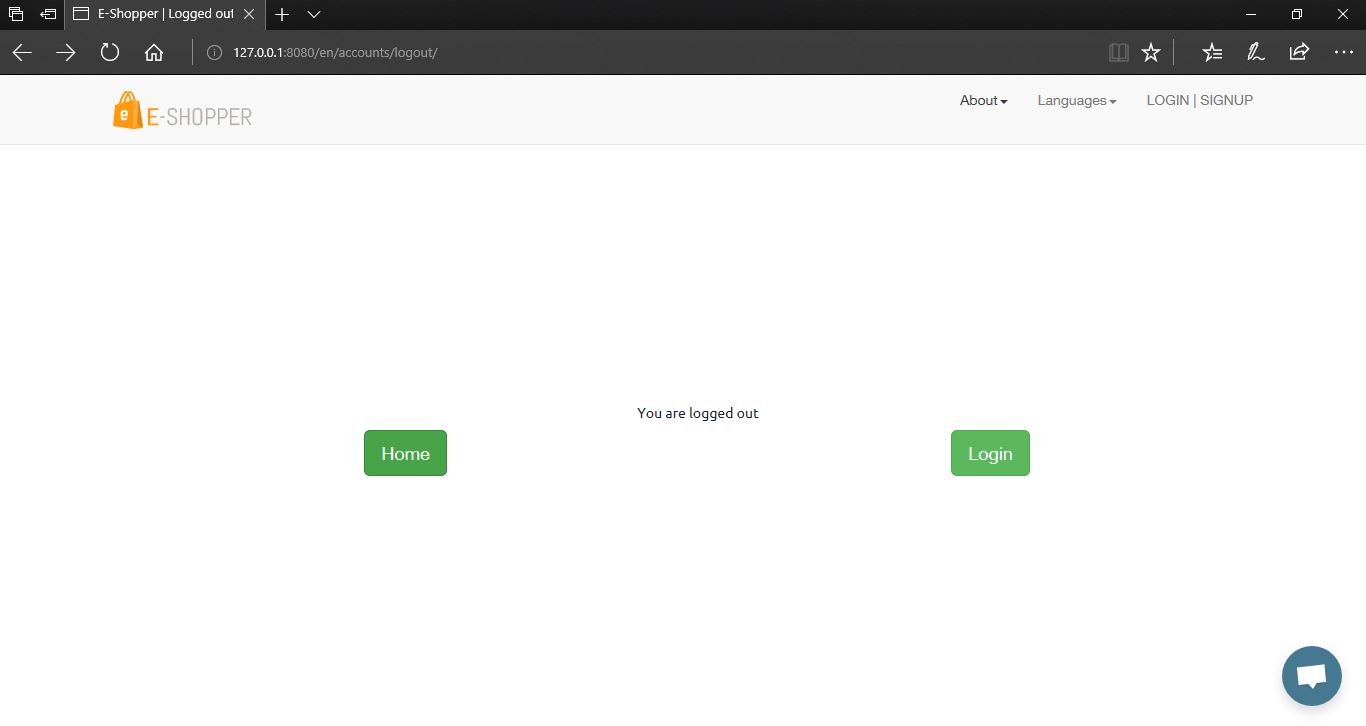 E-Shopper | Logged out
127.0.0.1:8080/en/accounts/logout/
e E-SHOPPER
About
Languages
LOGIN | SIGNUP
You are logged out
Home
Login